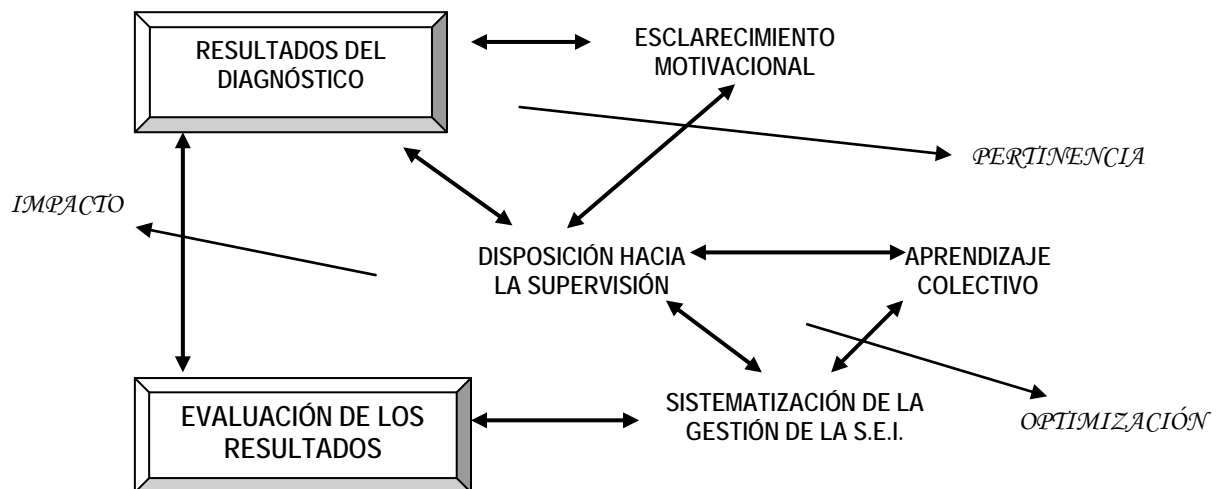 RESULTADOS DEL
DIAGNÓSTICO
ESCLARECIMIENTO
MOTIVACIONAL
PERTINENCIA
IMPACTO
DISPOSICIÓN HACIA
LA SUPERVISIÓN
APRENDIZAJE
COLECTIVO
EVALUACIÓN DE LOS
RESULTADOS
SISTEMATIZACIÓN DE LA
GESTIÓN DE LA S.E.I.
OPTIMIZACIÓN